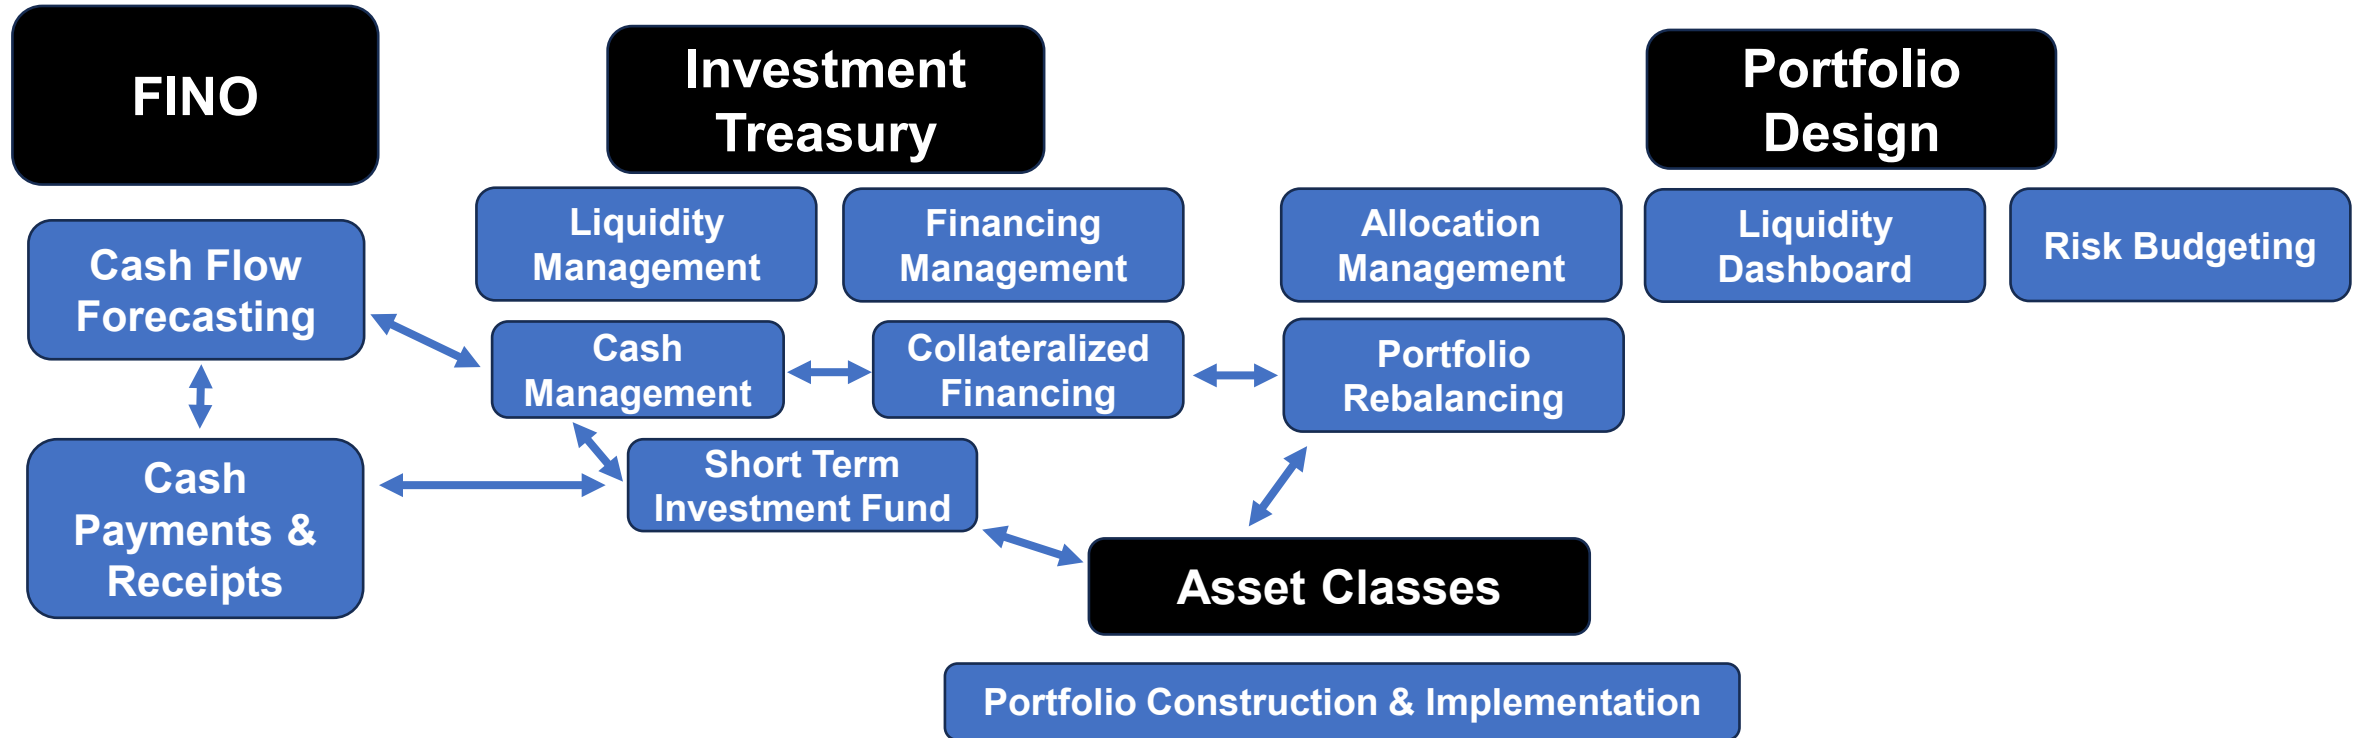 FINO
Investment
Treasury
Portfolio
Design
Cash Flow
Forecasting
Liquidity
Management
Financing
Management
Allocation
Management
Liquidity
Dashboard
Risk Budgeting
Cash
Management
Collateralized
Financing
Portfolio
Rebalancing
Cash
Payments &
Receipts
Short Term
Investment Fund
Asset Classes
Portfolio Construction & Implementation